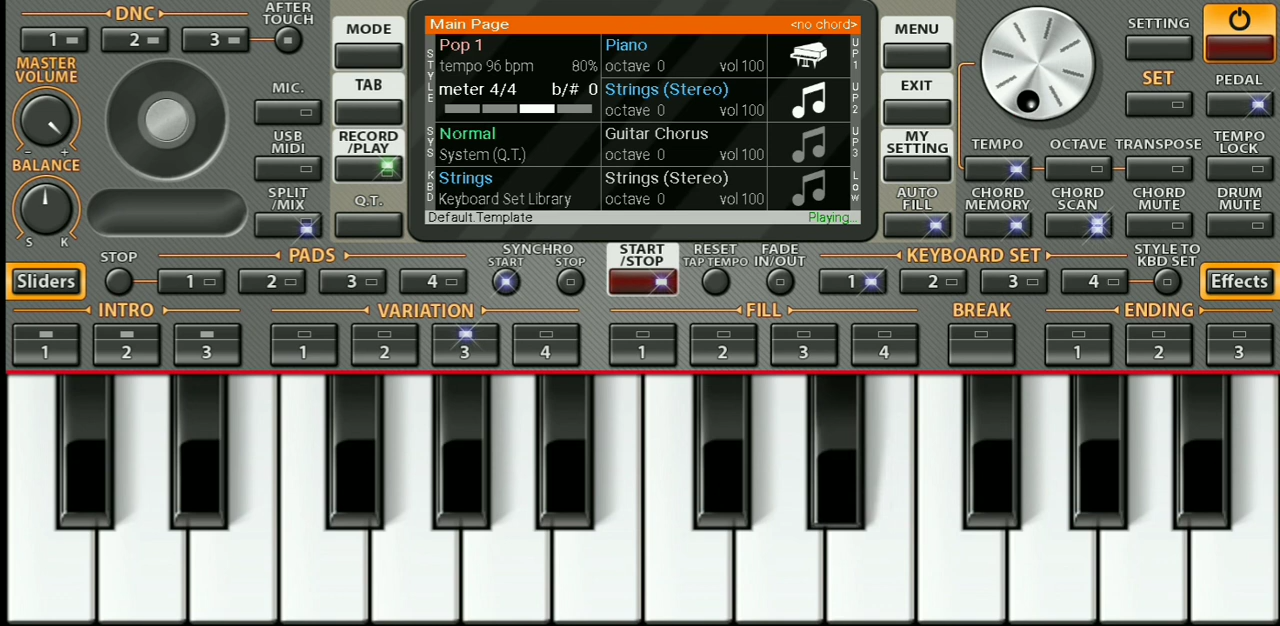 DNC
1 2 3
AFTER
TOUCH
MASTER
VOLUME
- +
BALANCE
S K
MIC.
USB
MIDI
SPLIT
/MIX
MODE
TAB
RECORD
/PLAY
Q.T.
Main Page <no chord>
STYLE
Pop 1
tempo 96 bpm 80%
meter 4/4 b/# 0
SYS
Normal
System (Q.T.)
KBD
Strings
Keyboard Set Library
Piano
octave 0 vol 100
UP1
Strings (Stereo)
octave 0 vol 100
UP2
Guitar Chorus
octave 0 vol 100
UP3
Strings (Stereo)
octave 0 vol 100
Low
Default.Template Playing...
MENU
EXIT
MY
SETTING
AUTO
FILL
SETTING
SET
PEDAL
TEMPO
OCTAVE
TRANSPOSE
TEMPO
LOCK
CHORD
MEMORY
CHORD
SCAN
CHORD
MUTE
DRUM
MUTE
Sliders
STOP
PADS
1 2 3 4
SYNCHRO
START STOP
START
/STOP
RESET
TAP TEMPO
FADE
IN/OUT
KEYBOARD SET
1 2 3 4
STYLE TO
KBD SET
Effects
INTRO
1 2 3
VARIATION
1 2 3 4
FILL
1 2 3 4
BREAK
ENDING
1 2 3